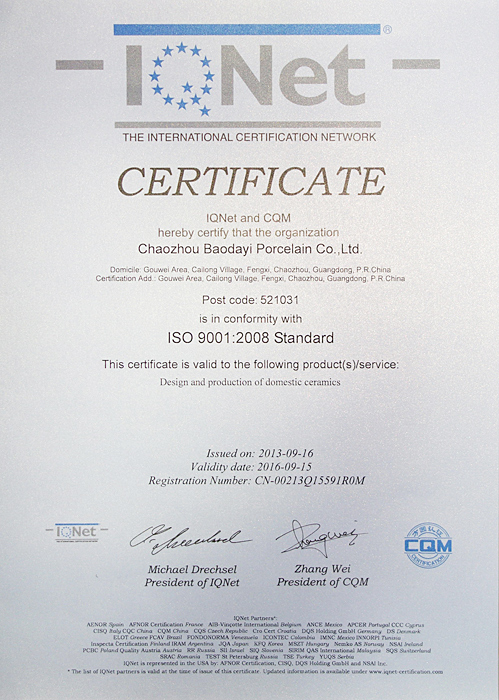 IQNet ®
THE INTERNATIONAL CERTIFICATION NETWORK
CERTIFICATE
IQNet and CQM
hereby certify that the organization
Chaozhou Baodayi Porcelain Co.,Ltd.
Domicile: Gouwei Area, Cailong Village, Fengxi, Chaozhou, Guangdong, P.R.China
Certification Add.: Gouwei Area, Cailong Village, Fengxi, Chaozhou, Guangdong, P.R.China
Post code: 521031
is in conformity with
ISO 9001:2008 Standard
This certificate is valid to the following product(s)/service:
Design and production of domestic ceramics
Issued on: 2013-09-16
Validity date: 2016-09-15
Registration Number: CN-00213Q15591R0M
IQNet
CQM
CERTIFICATION
Michael Drechsel
President of IQNet
Zhang Wei
President of CQM
IQNet Partners*:
AENOR Spain AFNOR Certification France AIB-Vinçotte International Belgium ANCE Mexico APCER Portugal CCC Cyprus
CISQ Italy CQC China CQM China CQS Czech Republic Cro Cert Croatia DQS Holding GmbH Germany DS Denmark
ELOT Greece FCAV Brazil FONDONORMA Venezuela ICONTEC Colombia IMNC Mexico INNORPI Tunisia
Inspecta Certification Finland IRAM Argentina JQA Japan KFQ Korea MSZT Hungary Nemko AS Norway NSAI Ireland
PCBC Poland Quality Austria Austria RR Russia SII Israel SIQ Slovenia SIRIM QAS International Malaysia SQS Switzerland
SRAC Romania TEST St Petersburg Russia TSE Turkey YUQS Serbia
IQNet is represented in the USA by: AFNOR Certification, CISQ, DQS Holding GmbH and NSAI Inc.
* The list of IQNet partners is valid at the time of issue of this certificate. Updated information is available under www.iqnet-certification.com